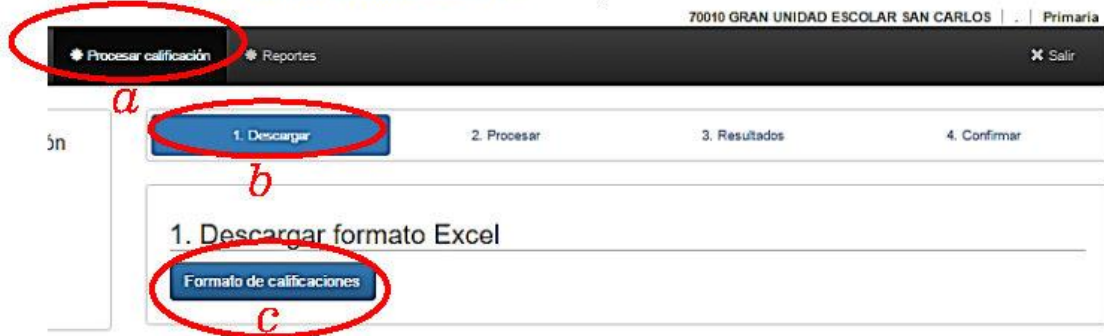 70010 GRAN UNIDAD ESCOLAR SAN CARLOS | . | Primaria
Procesar calificación Reportes Salir
a
ón
1. Descargar 2. Procesar 3. Resultados 4. Confirmar
b
1. Descargar formato Excel
Formato de calificaciones
c